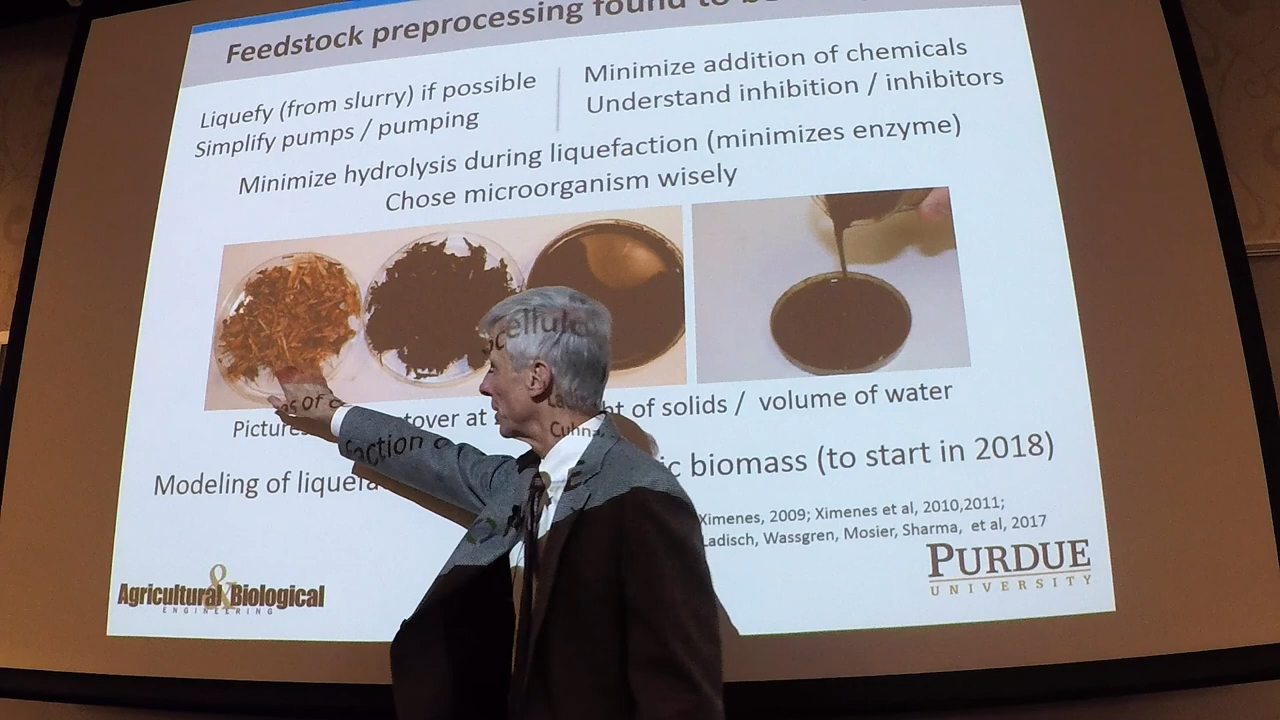 Feedstock preprocessing found to
Liquefy (from slurry) if possible
Simplify pumps / pumping
Minimize addition of chemicals
Understand inhibition / inhibitors
Minimize hydrolysis during liquefaction (minimizes enzyme)
Chose microorganism wisely
Pictures of tover at of solids / volume of water
Modeling of liquefaction c biomass (to start in 2018)
Ximenes, 2009; Ximenes et al, 2010,2011;
Ladisch, Wassgren, Mosier, Sharma, et al, 2017
Agricultural & Biological
ENGINEERING
PURDUE
UNIVERSITY